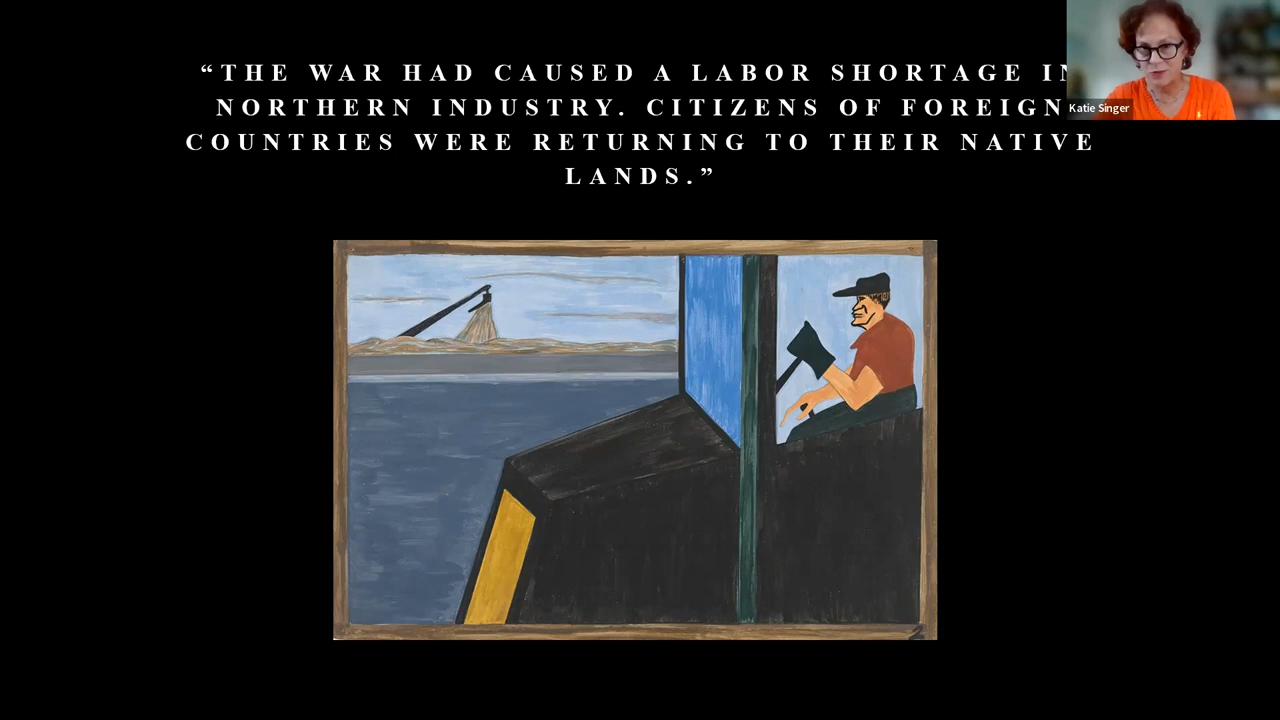 “THE WAR HAD CAUSED A LABOR SHORTAGE IN
NORTHERN INDUSTRY. CITIZENS OF FOREIGN
COUNTRIES WERE RETURNING TO THEIR NATIVE
LANDS.”
Katie Singer